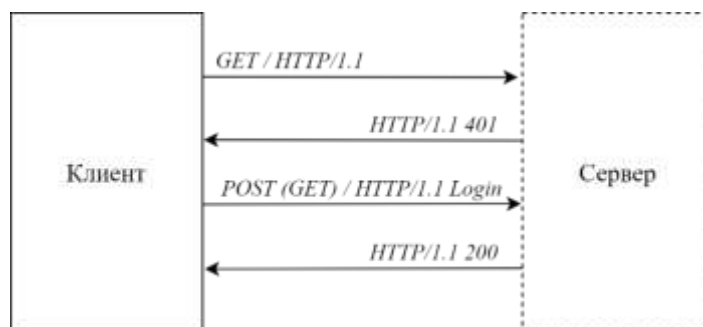 GET / HTTP/1.1
HTTP/1.1 401
Клиент
POST (GET) / HTTP/1.1 Login
Сервер
HTTP/1.1 200